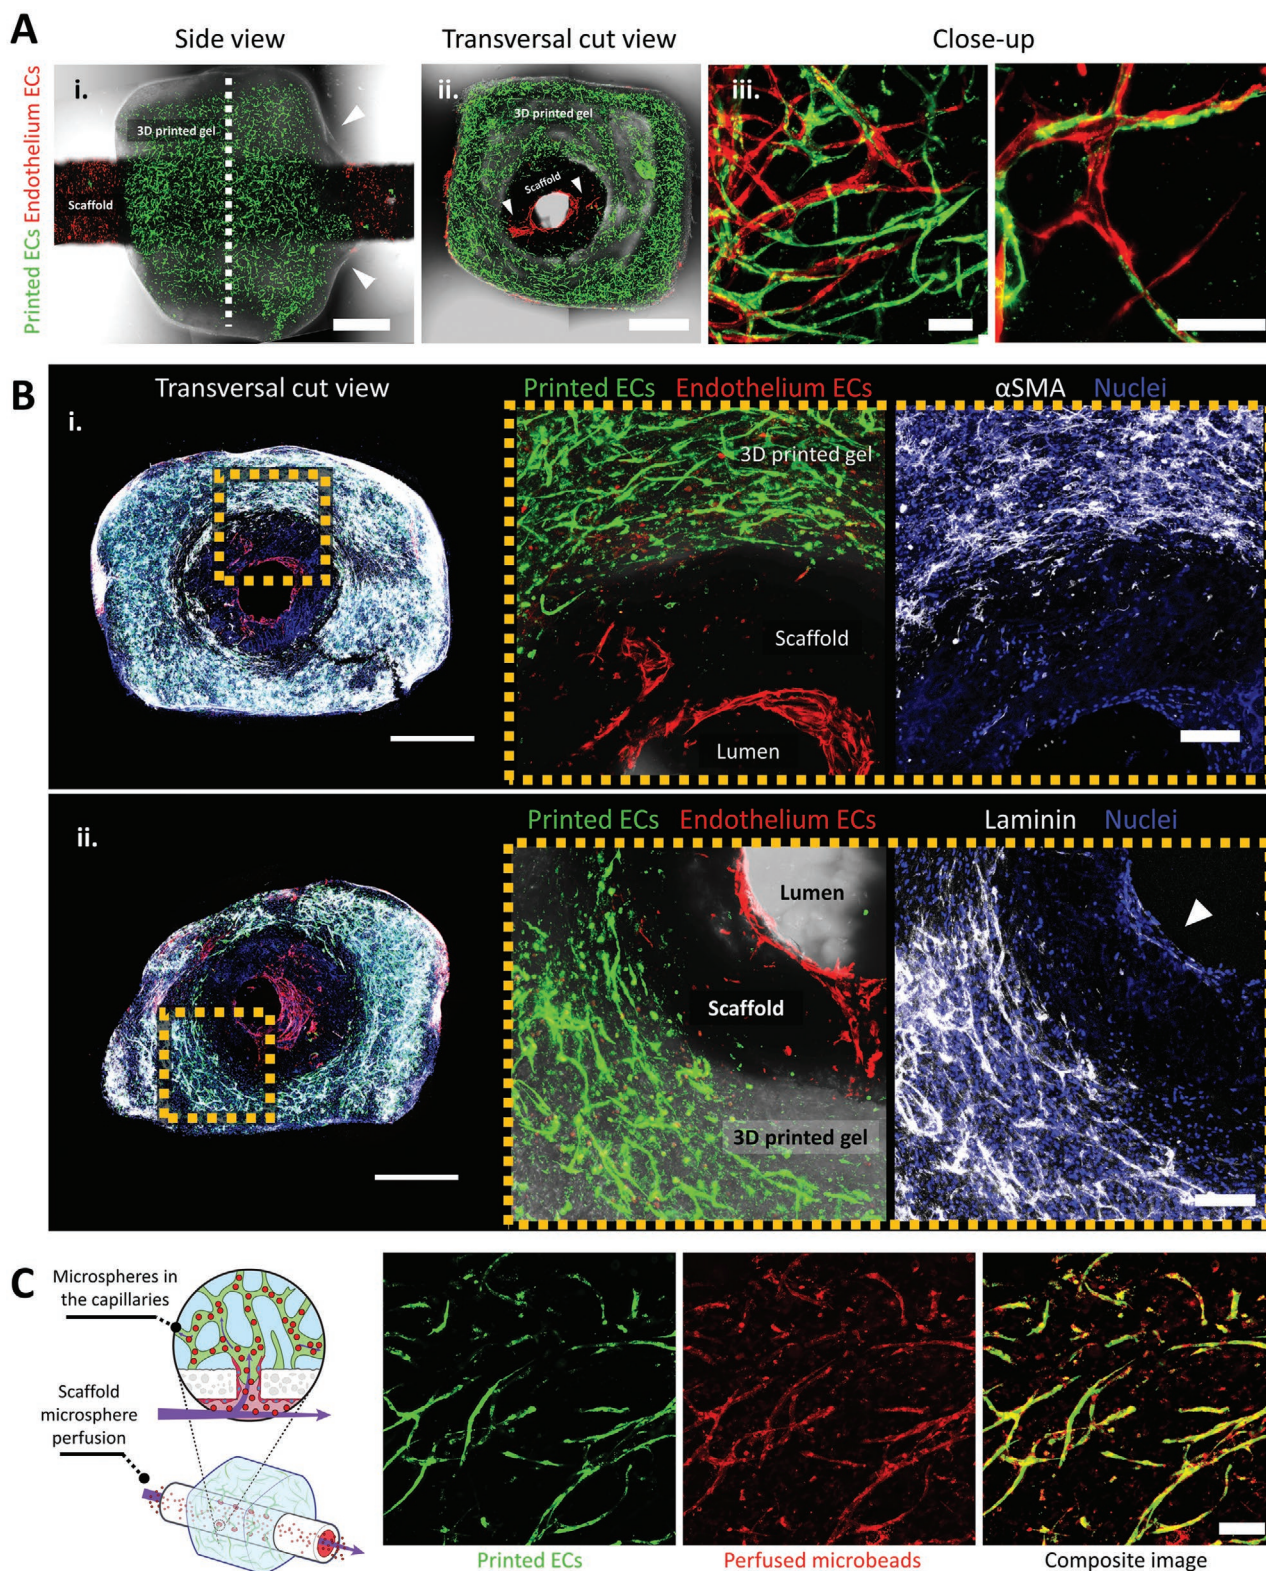 A
Side view
Transversal cut view
Close-up
Printed ECs Endothelium ECs
i.
3D printed gel
Scaffold
ii.
3D printed gel
Scaffold
iii.
B
Transversal cut view
i.
Printed ECs Endothelium ECs
αSMA Nuclei
3D printed gel
Scaffold
Lumen
ii.
Printed ECs Endothelium ECs
Laminin Nuclei
Lumen
Scaffold
3D printed gel
C
Microspheres in
the capillaries
Scaffold
microsphere
perfusion
Printed ECs
Perfused microbeads
Composite image